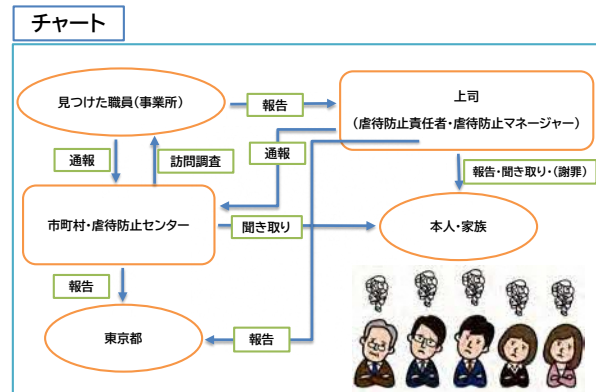 チャート
見つけた職員(事業所)
報告
上司
(虐待防止責任者・虐待防止マネージャー)
通報
訪問調査
通報
報告・聞き取り・(謝罪)
市町村・虐待防止センター
聞き取り
本人・家族
報告
東京都
報告